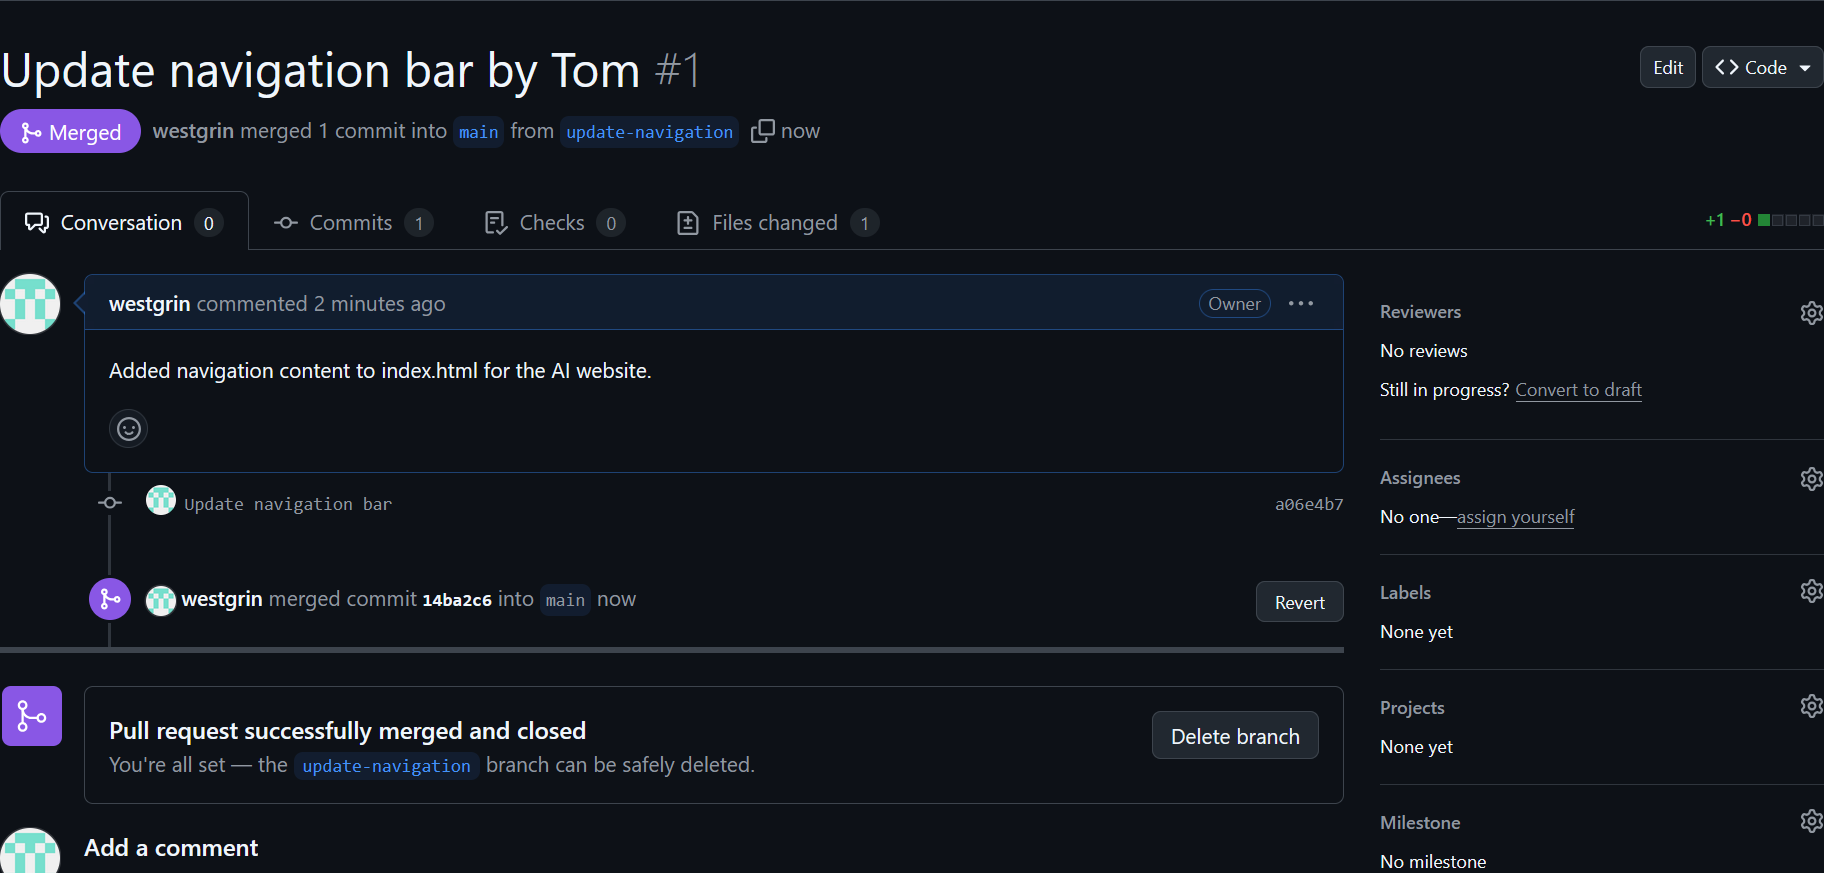 Update navigation bar by Tom #1
Edit
Code
Merged
westgrin merged 1 commit into main from update-navigation now
Conversation 0
Commits 1
Checks 0
Files changed 1
+1 −0
westgrin commented 2 minutes ago
Owner
Added navigation content to index.html for the AI website.
Update navigation bar
a06e4b7
westgrin merged commit 14ba2c6 into main now
Revert
Pull request successfully merged and closed
You're all set — the update-navigation branch can be safely deleted.
Delete branch
Add a comment
Reviewers
No reviews
Still in progress? Convert to draft
Assignees
No one—assign yourself
Labels
None yet
Projects
None yet
Milestone
No milestone